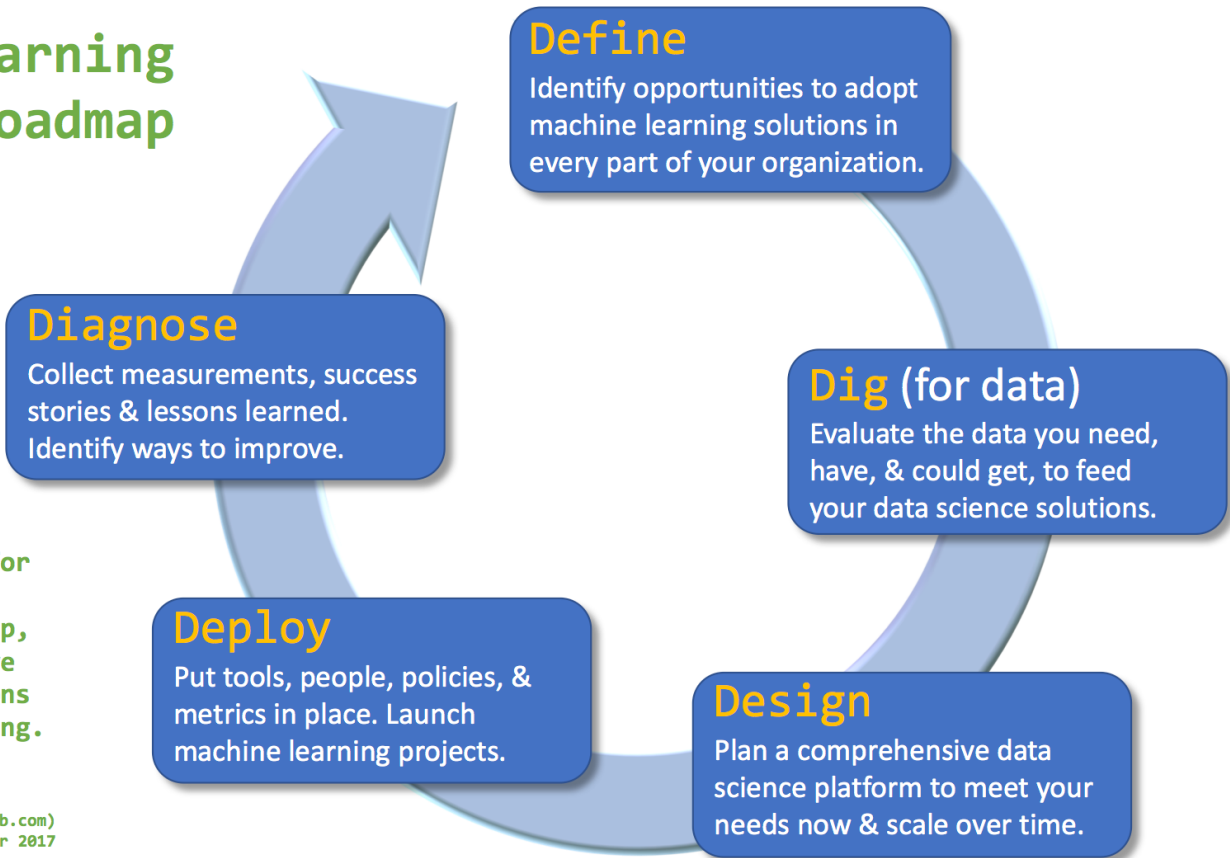 arning
oadmap
Define
Identify opportunities to adopt
machine learning solutions in
every part of your organization.
Dig (for data)
Evaluate the data you need,
have, & could get, to feed
your data science solutions.
Design
Plan a comprehensive data
science platform to meet your
needs now & scale over time.
Deploy
Put tools, people, policies, &
metrics in place. Launch
machine learning projects.
Diagnose
Collect measurements, success
stories & lessons learned.
Identify ways to improve.
or
p,
e
ns
ng.
b.com)
r 2017